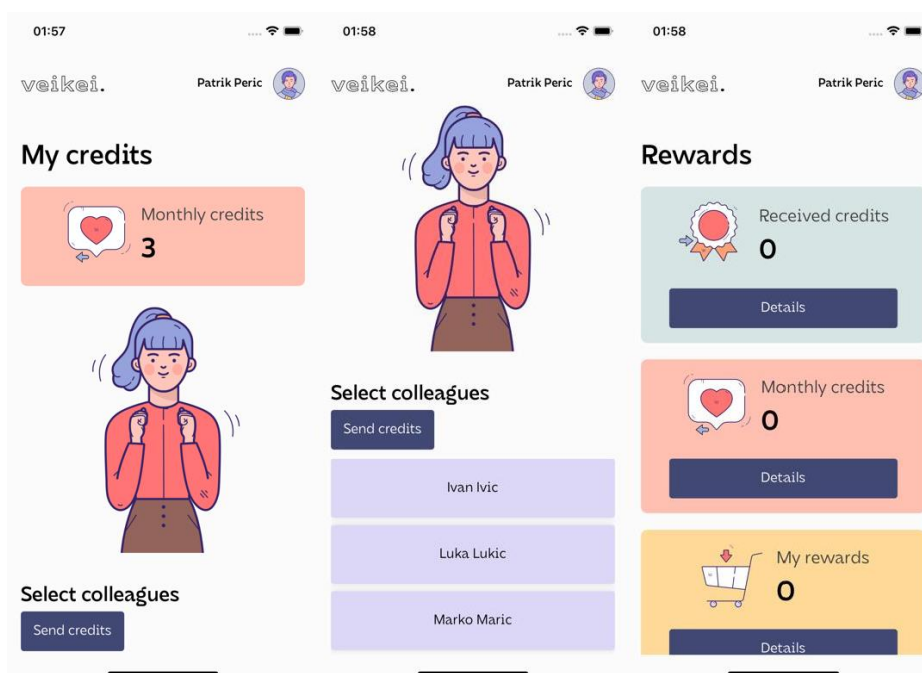 01:57
veikei.
Patrik Peric
My credits
Monthly credits
3
Select colleagues
Send credits
01:58
veikei.
Patrik Peric
Select colleagues
Send credits
Ivan Ivic
Luka Lukic
Marko Maric
01:58
veikei.
Patrik Peric
Rewards
Received credits
0
Details
Monthly credits
0
Details
My rewards
0
Details